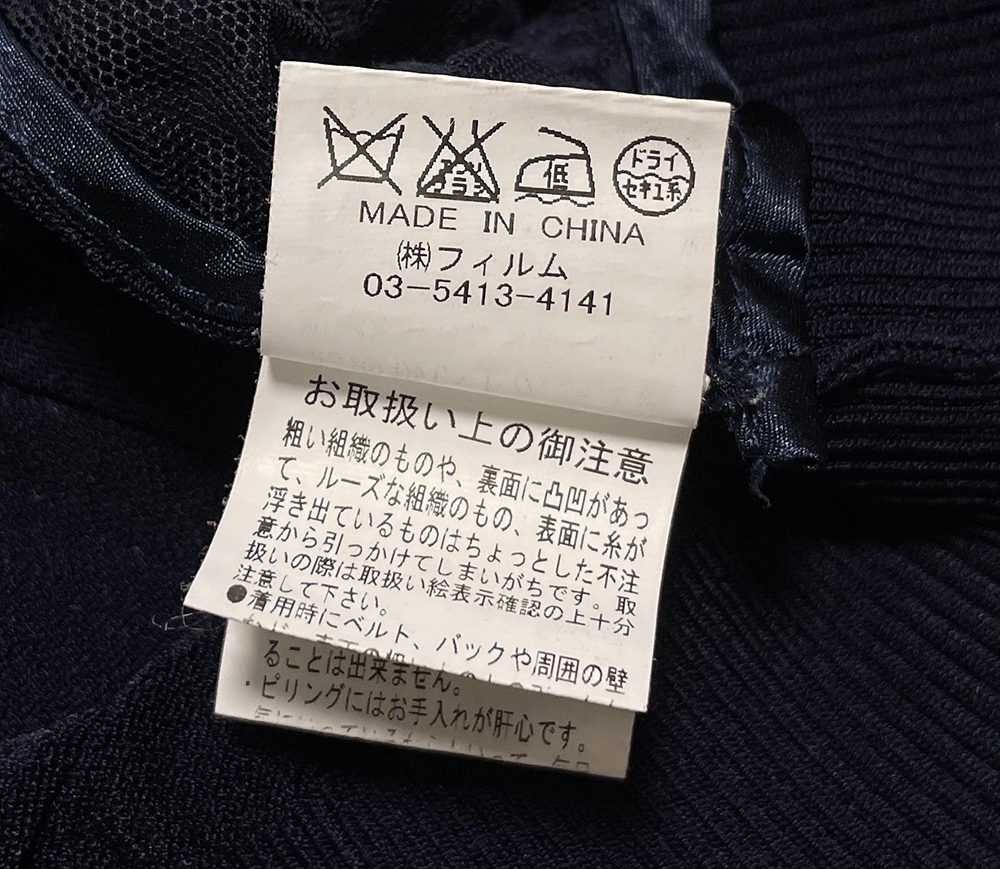 エンソ
サラシ
低
ドライ
セキユ系
MADE IN CHINA
㈱フィルム
03-5413-4141
お取扱い上の御注意
粗い組織のものや、裏面に凸凹があっ
て、ルーズな組織のもの、表面に糸が
浮き出ているものはちょっとした不注
意から引っかけてしまいがちです。取
扱いの際は取扱い絵表示確認の上十分
注意して下さい。
●着用時にベルト、バックや周囲の壁
ることは出来ません。
・ピリングにはお手入れが肝心です。